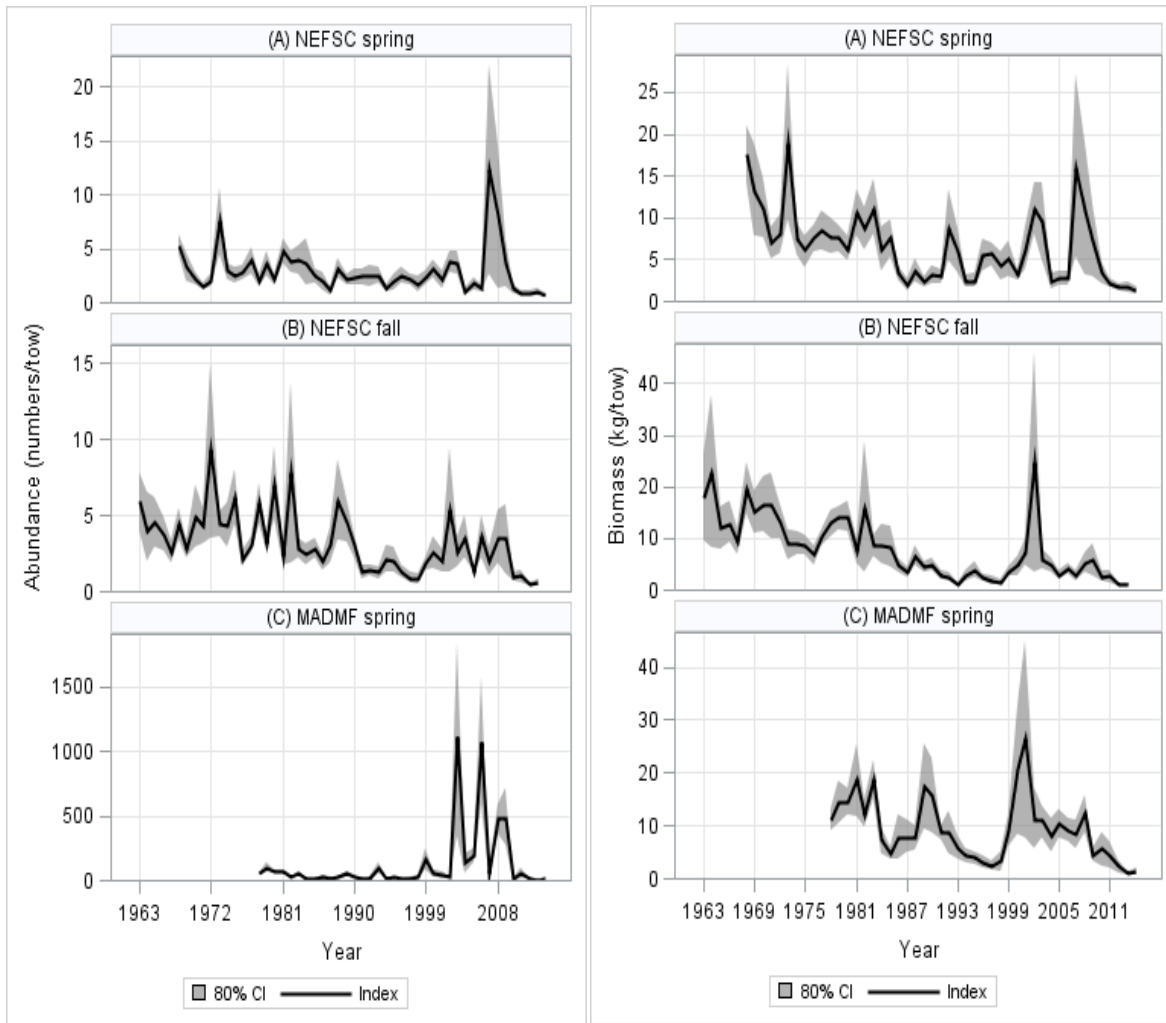 (A) NEFSC spring
20
15
10
5
0
(B) NEFSC fall
15
10
5
0
(C) MADMF spring
1500
1000
500
0
Abundance (numbers/tow)
1963 1972 1981 1990 1999 2008
Year
80% CI Index
(A) NEFSC spring
25
20
15
10
5
0
(B) NEFSC fall
40
30
20
10
0
(C) MADMF spring
40
30
20
10
0
Biomass (kg/tow)
1963 1969 1975 1981 1987 1993 1999 2005 2011
Year
80% CI Index